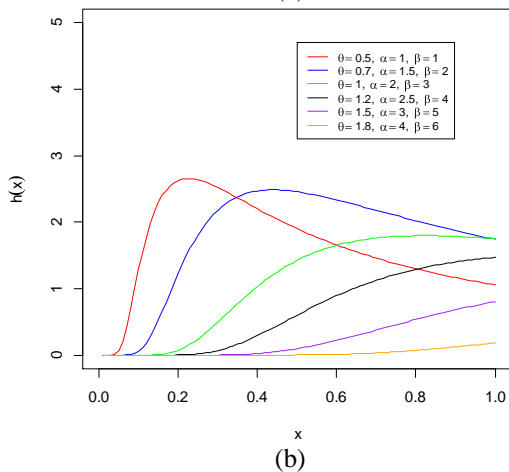 h(x)
5
4
3
2
1
0
θ= 0.5, α= 1, β= 1
θ= 0.7, α= 1.5, β= 2
θ= 1, α= 2, β= 3
θ= 1.2, α= 2.5, β= 4
θ= 1.5, α= 3, β= 5
θ= 1.8, α= 4, β= 6
0.0 0.2 0.4 0.6 0.8 1.0
x
(b)